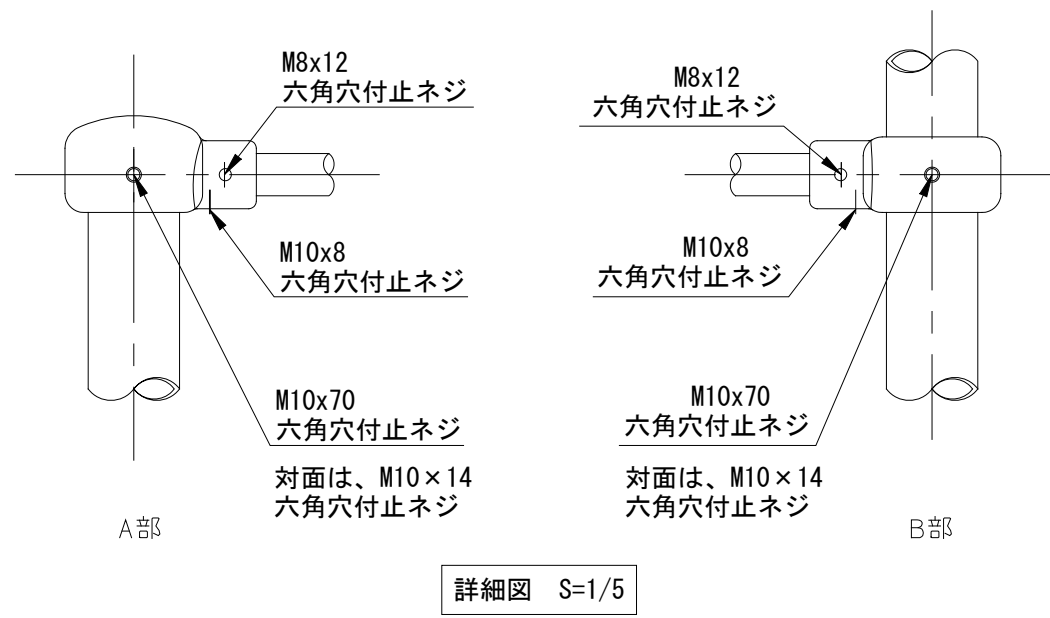 M8x12
六角穴付止ネジ
M10x8
六角穴付止ネジ
M10x70
六角穴付止ネジ
対面は、M10×14
六角穴付止ネジ
A部
M8x12
六角穴付止ネジ
M10x8
六角穴付止ネジ
M10x70
六角穴付止ネジ
対面は、M10×14
六角穴付止ネジ
B部
詳細図　S=1/5